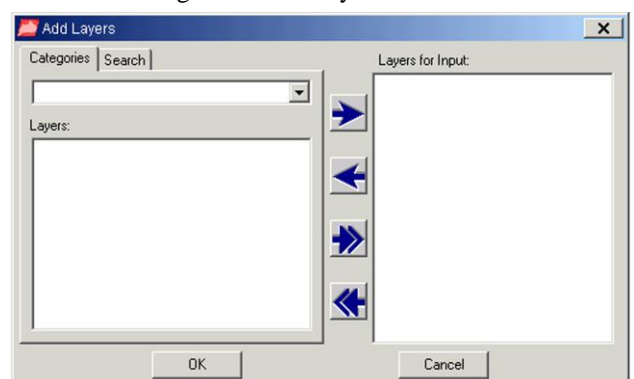 Add Layers
Categories
Search
Layers for Input:
Layers:
OK
Cancel